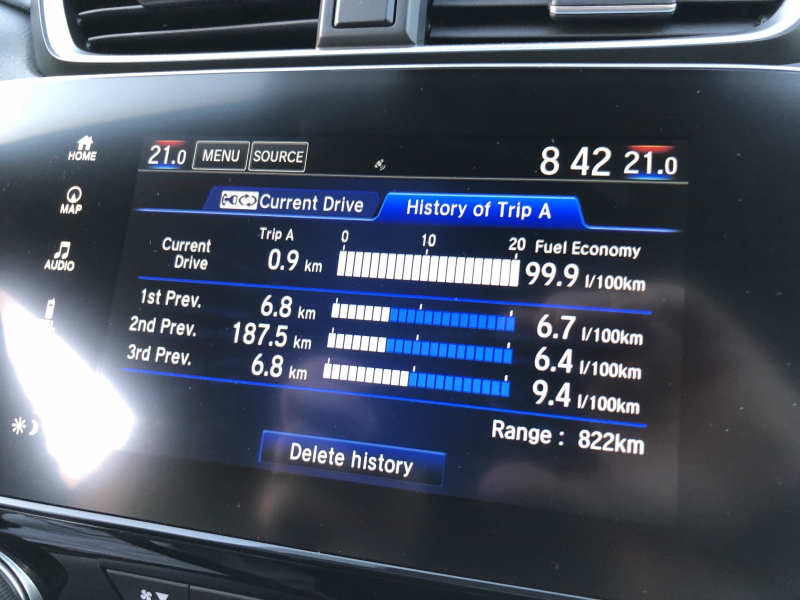 HOME
MAP
AUDIO
21.0 MENU SOURCE 8 42 21.0
Current Drive History of Trip A
Trip A 0 10 20 Fuel Economy
Current Drive 0.9 km 99.9 l/100km
1st Prev. 6.8 km 6.7 l/100km
2nd Prev. 187.5 km 6.4 l/100km
3rd Prev. 6.8 km 9.4 l/100km
Range : 822km
Delete history